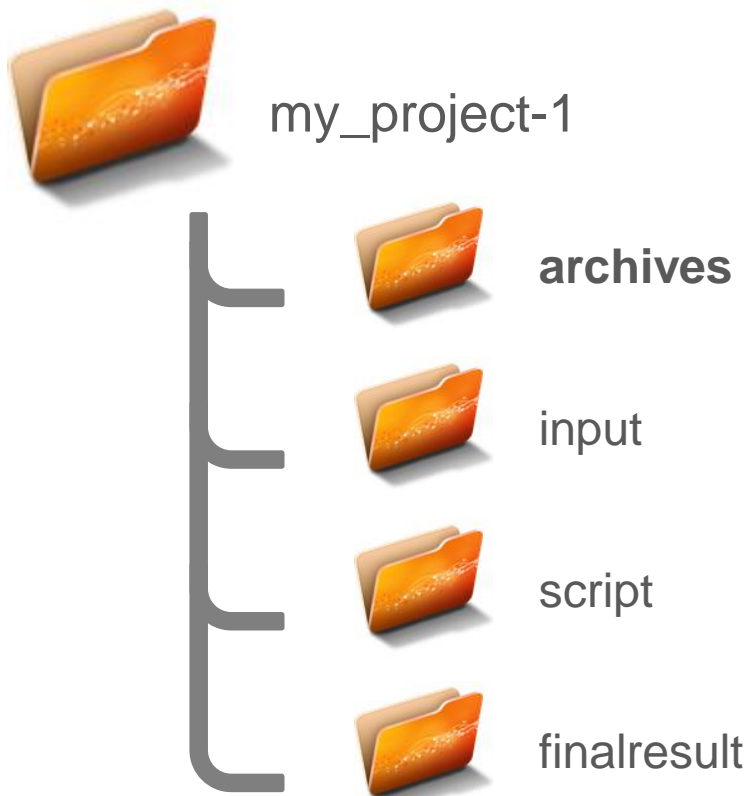 my_project-1
archives
input
script
finalresult